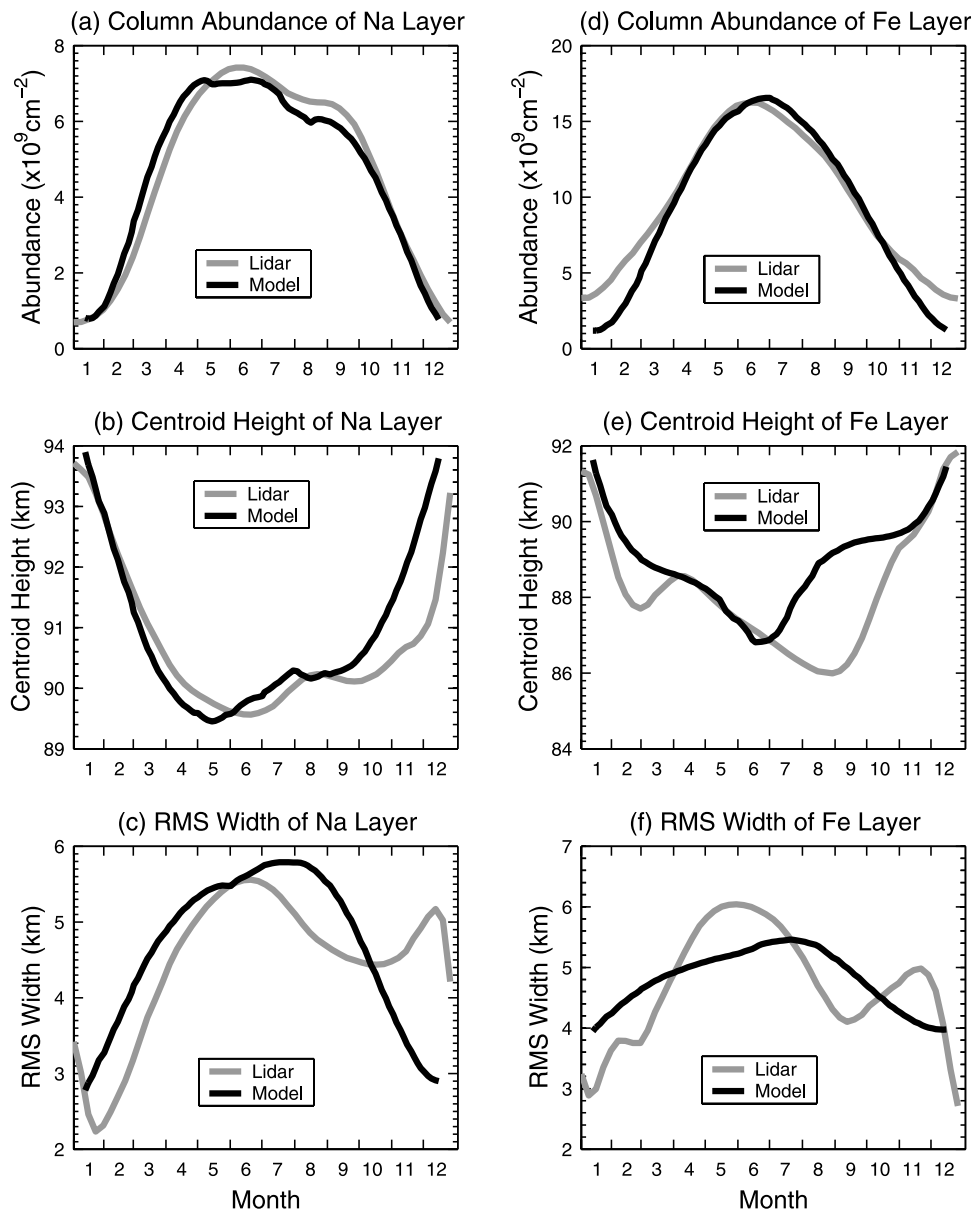 (a) Column Abundance of Na Layer
Abundance (x10⁹cm⁻²)
8
6
4
2
0
Lidar
Model
1 2 3 4 5 6 7 8 9 10 11 12
(d) Column Abundance of Fe Layer
Abundance (x10⁹cm⁻²)
20
15
10
5
0
Lidar
Model
1 2 3 4 5 6 7 8 9 10 11 12
(b) Centroid Height of Na Layer
Centroid Height (km)
94
93
92
91
90
89
Lidar
Model
1 2 3 4 5 6 7 8 9 10 11 12
(e) Centroid Height of Fe Layer
Centroid Height (km)
92
90
88
86
84
Lidar
Model
1 2 3 4 5 6 7 8 9 10 11 12
(c) RMS Width of Na Layer
RMS Width (km)
6
5
4
3
2
Lidar
Model
1 2 3 4 5 6 7 8 9 10 11 12
Month
(f) RMS Width of Fe Layer
RMS Width (km)
7
6
5
4
3
2
Lidar
Model
1 2 3 4 5 6 7 8 9 10 11 12
Month